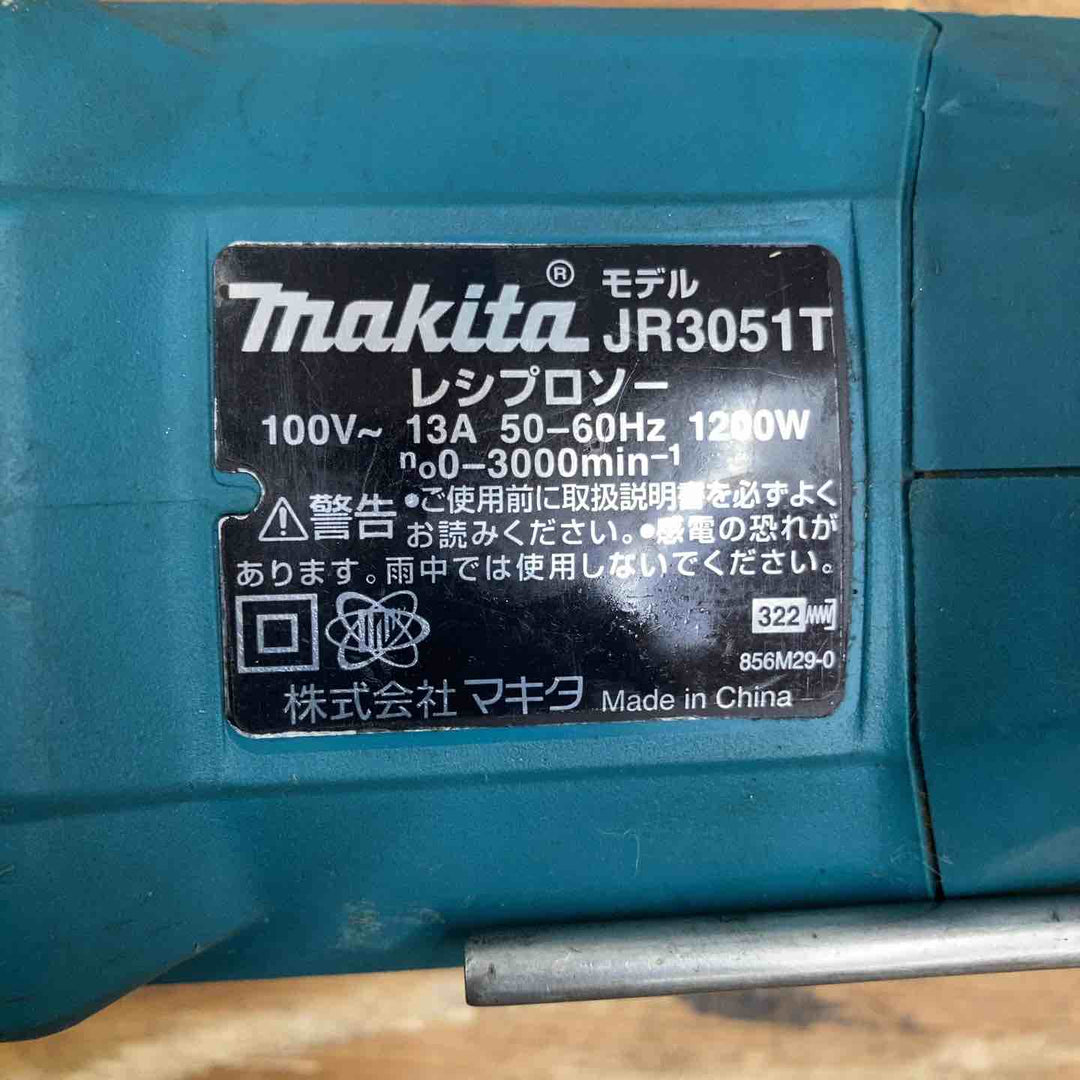 makita® モデル JR3051T
レシプロソー
100V~ 13A 50-60Hz 1200W
n₀0-3000min⁻¹
警告 •ご使用前に取扱説明書を必ずよく
お読みください。•感電の恐れが
あります。雨中では使用しないでください。
322
856M29-0
株式会社マキタ Made in China